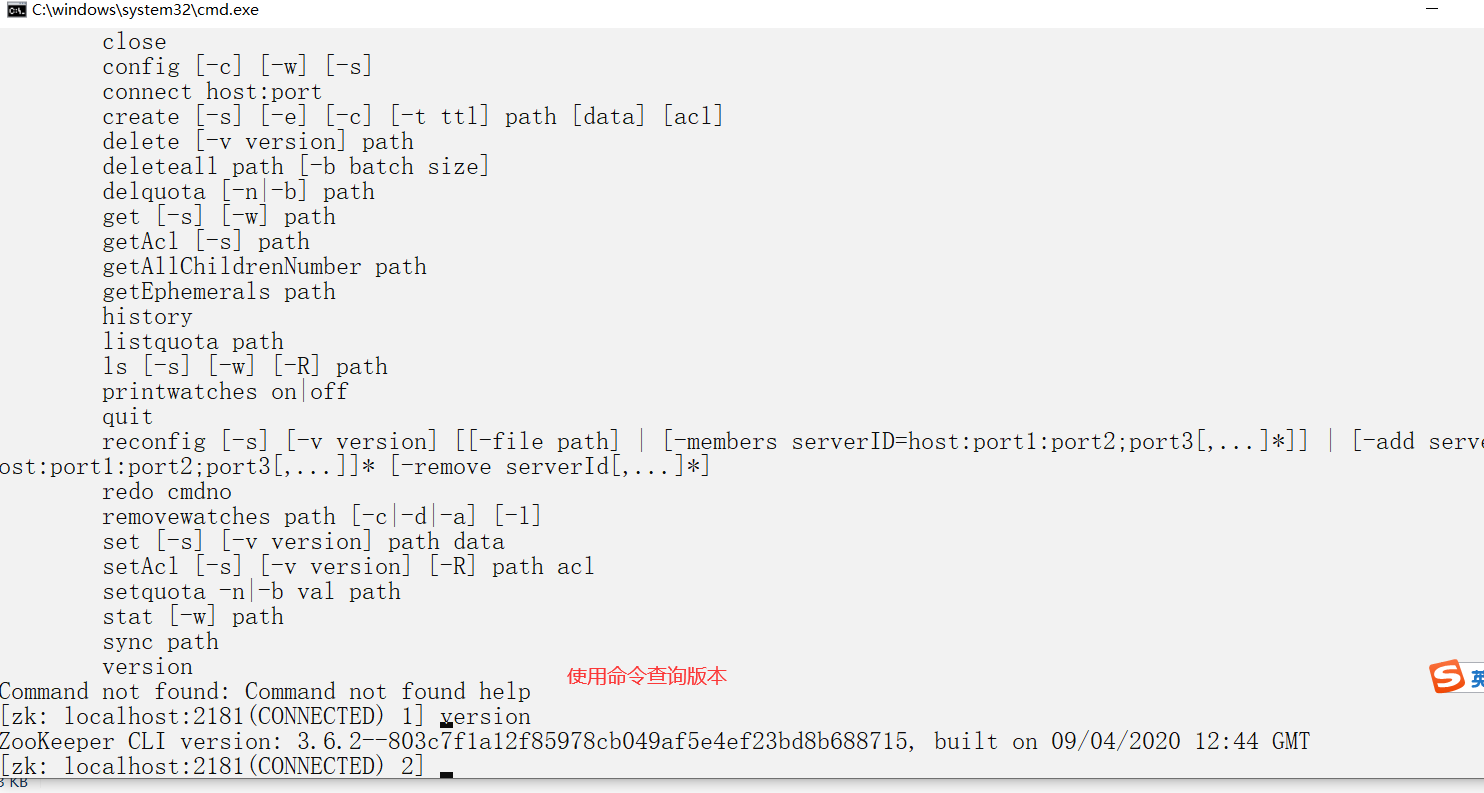 C:\windows\system32\cmd.exe
close
config [-c] [-w] [-s]
connect host:port
create [-s] [-e] [-c] [-t ttl] path [data] [acl]
delete [-v version] path
deleteall path [-b batch size]
delquota [-n|-b] path
get [-s] [-w] path
getAcl [-s] path
getAllChildrenNumber path
getEphemerals path
history
listquota path
ls [-s] [-w] [-R] path
printwatches on|off
quit
reconfig [-s] [-v version] [[-file path] | [-members serverID=host:port1:port2;port3[,...]*]] | [-add serve
ost:port1:port2;port3[,...]]* [-remove serverId[,...]*]
redo cmdno
removewatches path [-c|-d|-a] [-l]
set [-s] [-v version] path data
setAcl [-s] [-v version] [-R] path acl
setquota -n|-b val path
stat [-w] path
sync path
version
使用命令查询版本
Command not found: Command not found help
[zk: localhost:2181(CONNECTED) 1] version
ZooKeeper CLI version: 3.6.2--803c7f1a12f85978cb049af5e4ef23bd8b688715, built on 09/04/2020 12:44 GMT
[zk: localhost:2181(CONNECTED) 2]
KB
英